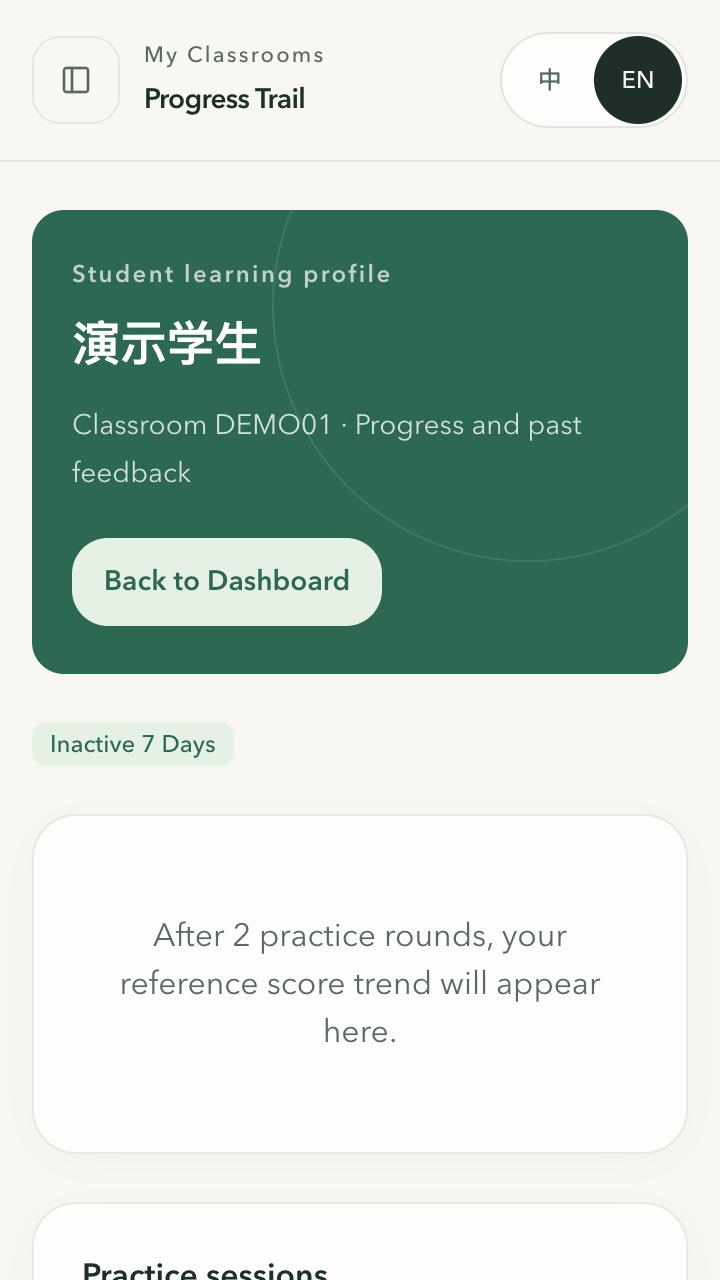 My Classrooms
Progress Trail
中
EN
Student learning profile
演示学生
Classroom DEMO01 · Progress and past
feedback
Back to Dashboard
Inactive 7 Days
After 2 practice rounds, your
reference score trend will appear
here.
Practice sessions